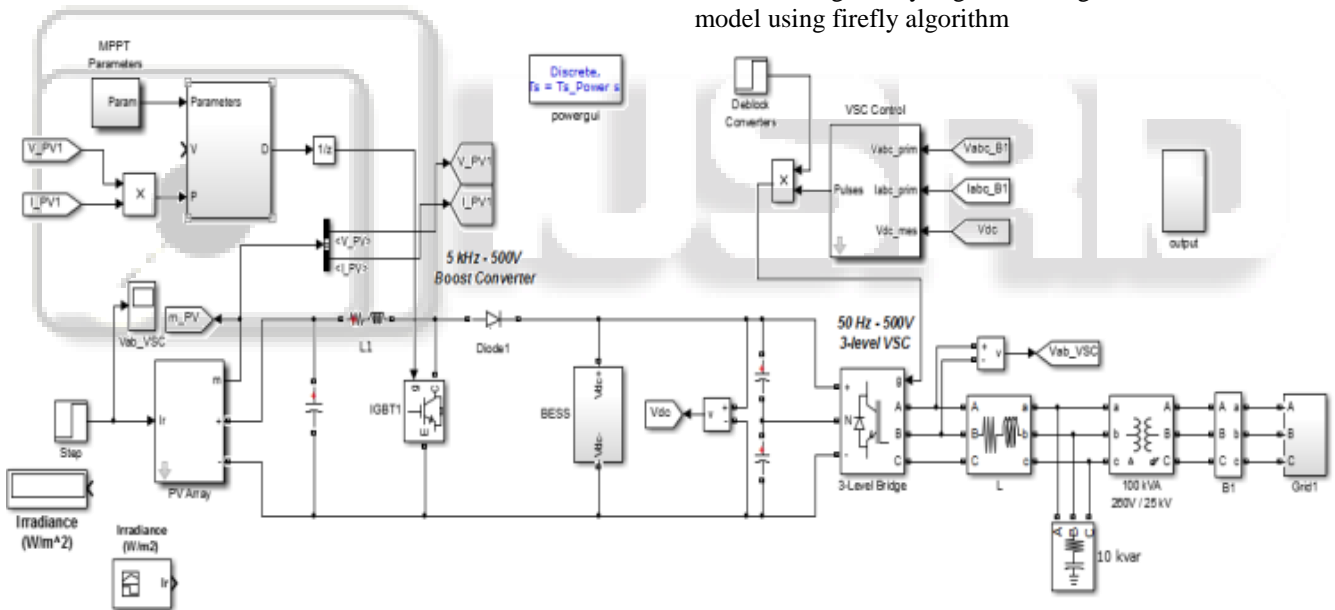 model using firefly algorithm
MPPT
Parameters
Param
Parameters
V
P
D
1/z
V_PV1
I_PV1
X
V_PV1
I_PV1
<V_PV>
<I_PV>
5 kHz - 500V
Boost Converter
Discrete,
Ts = Ts_Power s
powergui
Deblock
Converters
X
VSC Control
Vabc_prim
Iabc_prim
Vdc_mes
Pulses
Vabc_B1
Iabc_B1
Vdc
output
Vab_VSC
m_PV
Step
Ir
m
+
-
PV Array
Irradiance
(W/m^2)
Irradiance
(W/m2)
Ir
L1
Diode1
IGBT1
g
C
E
BESS
Vdc+
Vdc-
Vdc
v
+
-
50 Hz - 500V
3-level VSC
+
N
-
g
A
B
C
3-Level Bridge
+
-
v
Vab_VSC
A
B
C
a
b
c
L
a
b
c
A
B
C
100 kVA
260V / 25 kV
A
B
C
a
b
c
B1
A
B
C
Grid1
A
B
C
10 kvar
IJSRD